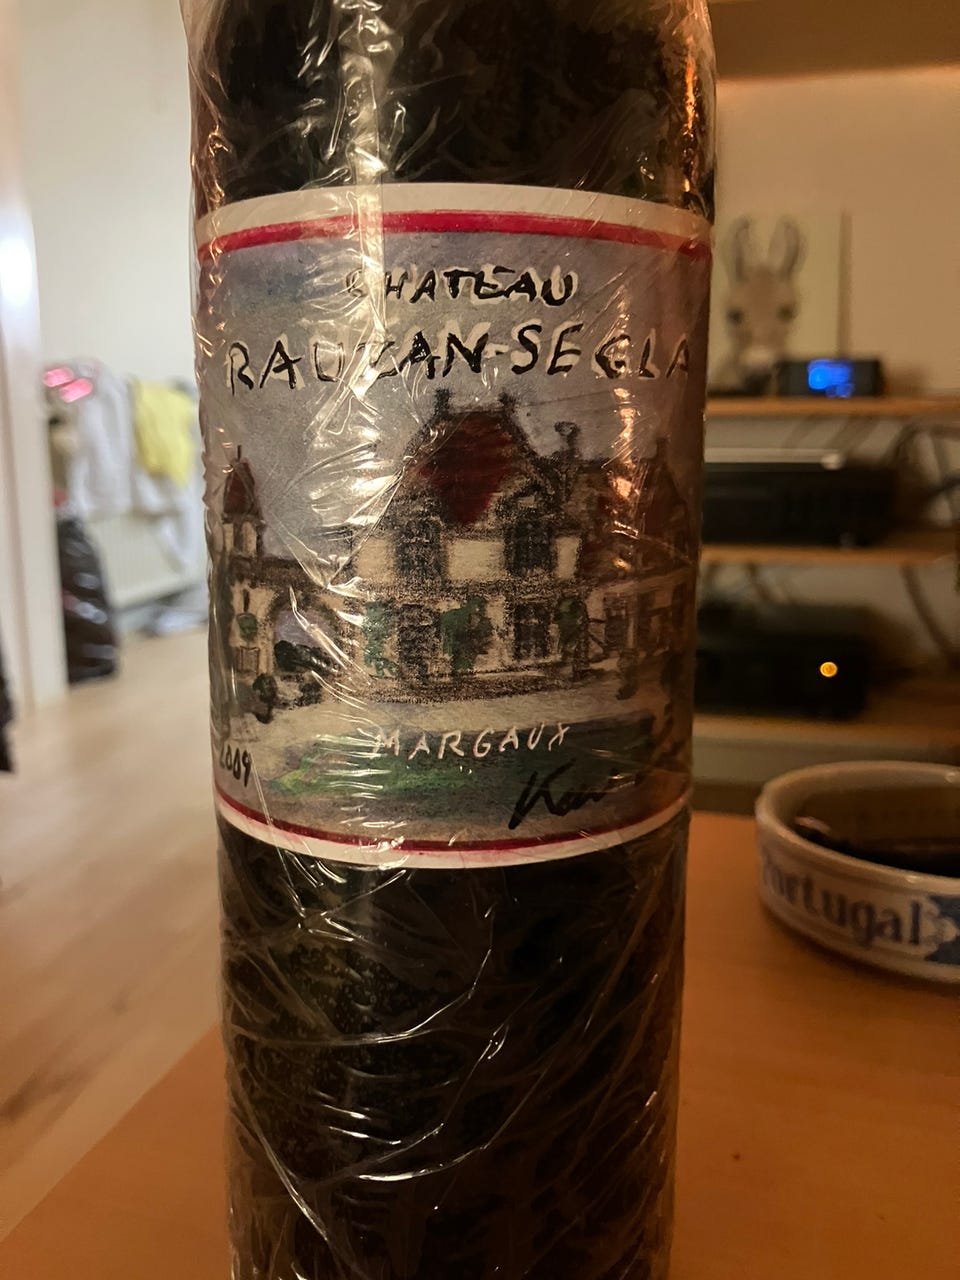 CHATEAU
RAUZAN-SEGLA
MARGAUX
2009
Portugal